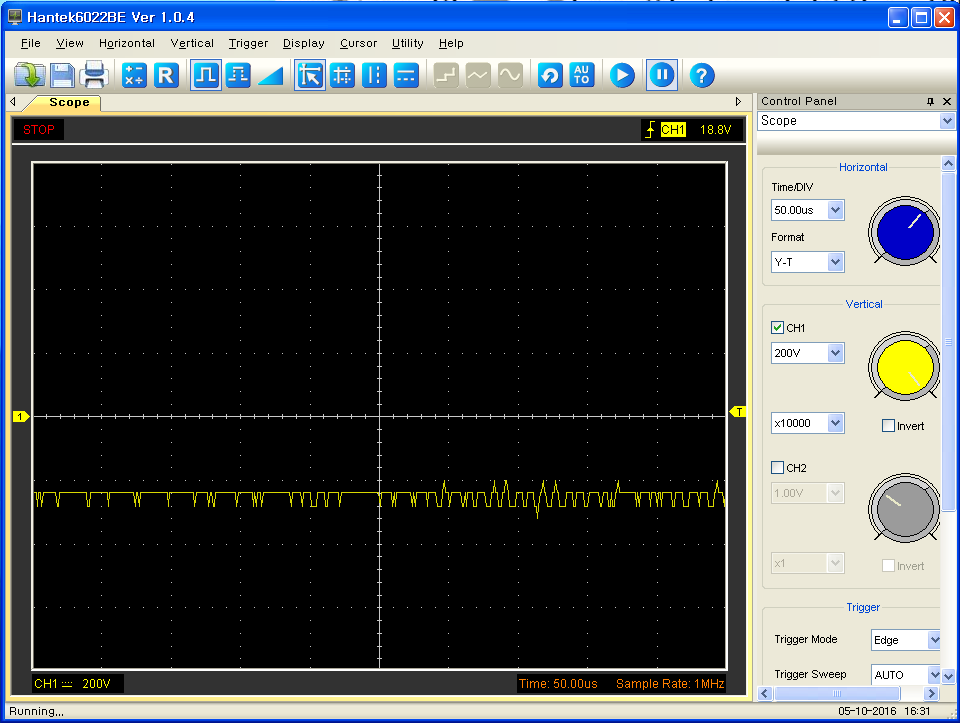 Hantek6022BE Ver 1.0.4
File View Horizontal Vertical Trigger Display Cursor Utility Help
R AU TO ?
Scope
Control Panel
Scope
STOP
CH1 18.8V
Horizontal
Time/DIV
50.00us
Format
Y-T
Vertical
CH1
200V
x10000
Invert
CH2
1.00V
x1
Invert
1
T
Trigger
Trigger Mode
Edge
Trigger Sweep
AUTO
CH1 200V
Time: 50.00us Sample Rate: 1MHz
Running...
05-10-2016 16:31